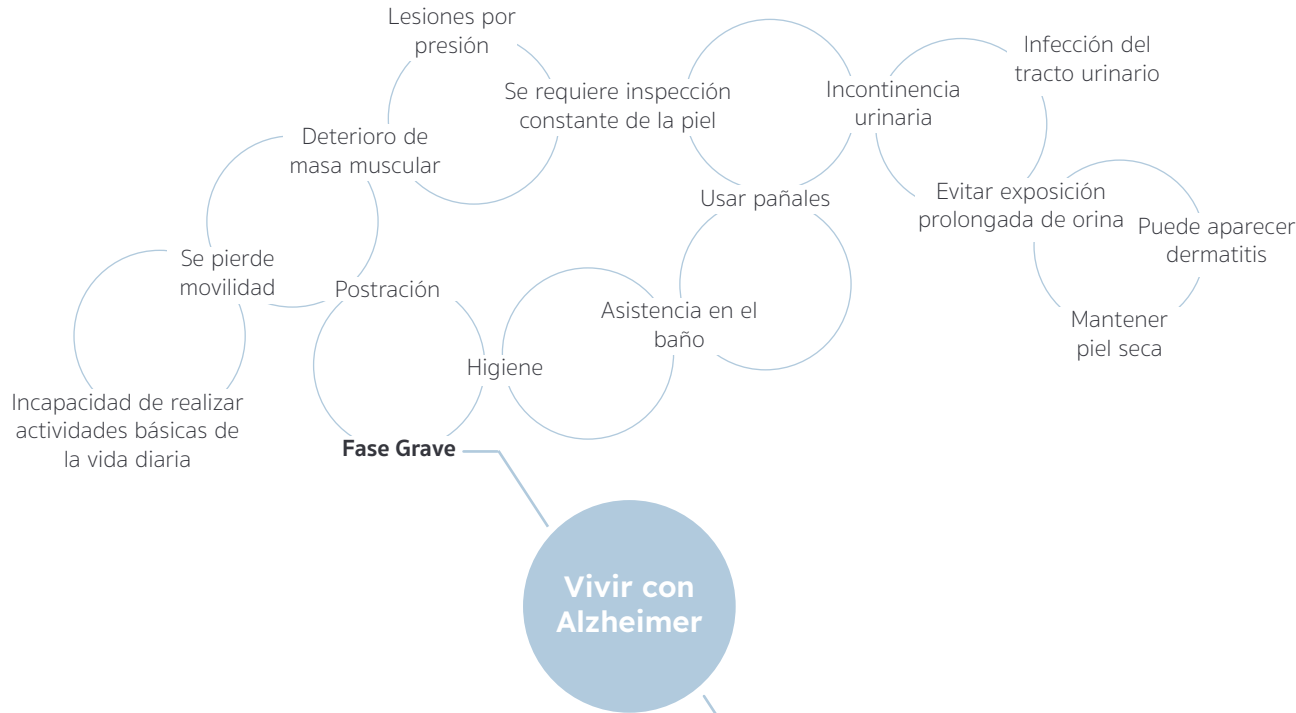 Lesiones por
presión
Infección del
tracto urinario
Se requiere inspección
constante de la piel
Incontinencia
urinaria
Deterioro de
masa muscular
Usar pañales
Evitar exposición
prolongada de orina
Puede aparecer
dermatitis
Se pierde
movilidad
Postración
Asistencia en el
baño
Mantener
piel seca
Higiene
Incapacidad de realizar
actividades básicas de
la vida diaria
Fase Grave
Vivir con
Alzheimer